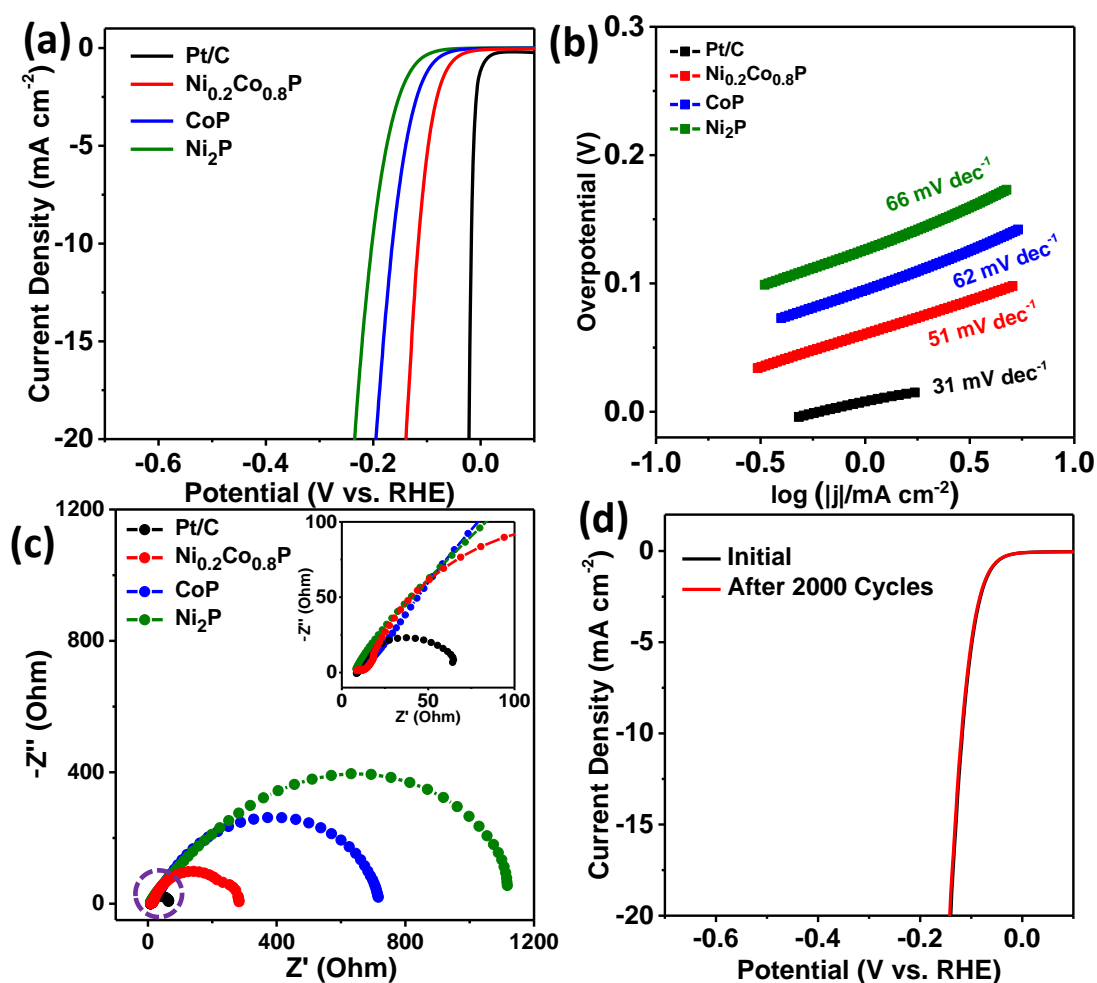 (a)
Pt/C
Ni0.2Co0.8P
CoP
Ni2P
Current Density (mA cm-2)
0
-5
-10
-15
-20
-0.6
-0.4
-0.2
0.0
Potential (V vs. RHE)
(b)
Pt/C
Ni0.2Co0.8P
CoP
Ni2P
Overpotential (V)
0.3
0.2
0.1
0.0
66 mV dec-1
62 mV dec-1
51 mV dec-1
31 mV dec-1
-1.0
-0.5
0.0
0.5
1.0
log (|j|/mA cm-2)
(c)
Pt/C
Ni0.2Co0.8P
CoP
Ni2P
-Z'' (Ohm)
1200
800
400
0
0
400
800
1200
Z' (Ohm)
-Z'' (Ohm)
100
50
0
0
50
100
Z' (Ohm)
(d)
Initial
After 2000 Cycles
Current Density (mA cm-2)
0
-5
-10
-15
-20
-0.6
-0.4
-0.2
0.0
Potential (V vs. RHE)